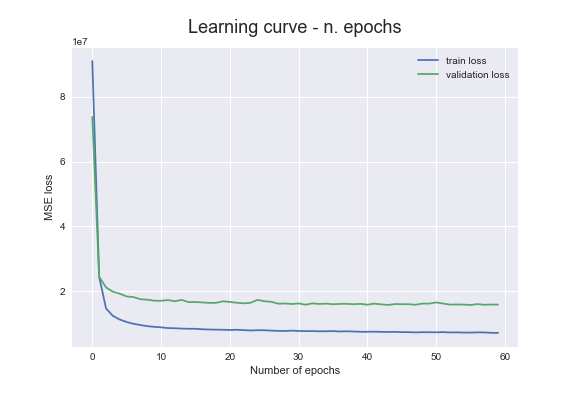 Learning curve - n. epochs
1e7
train loss
validation loss
8
6
4
2
MSE loss
0 10 20 30 40 50 60
Number of epochs